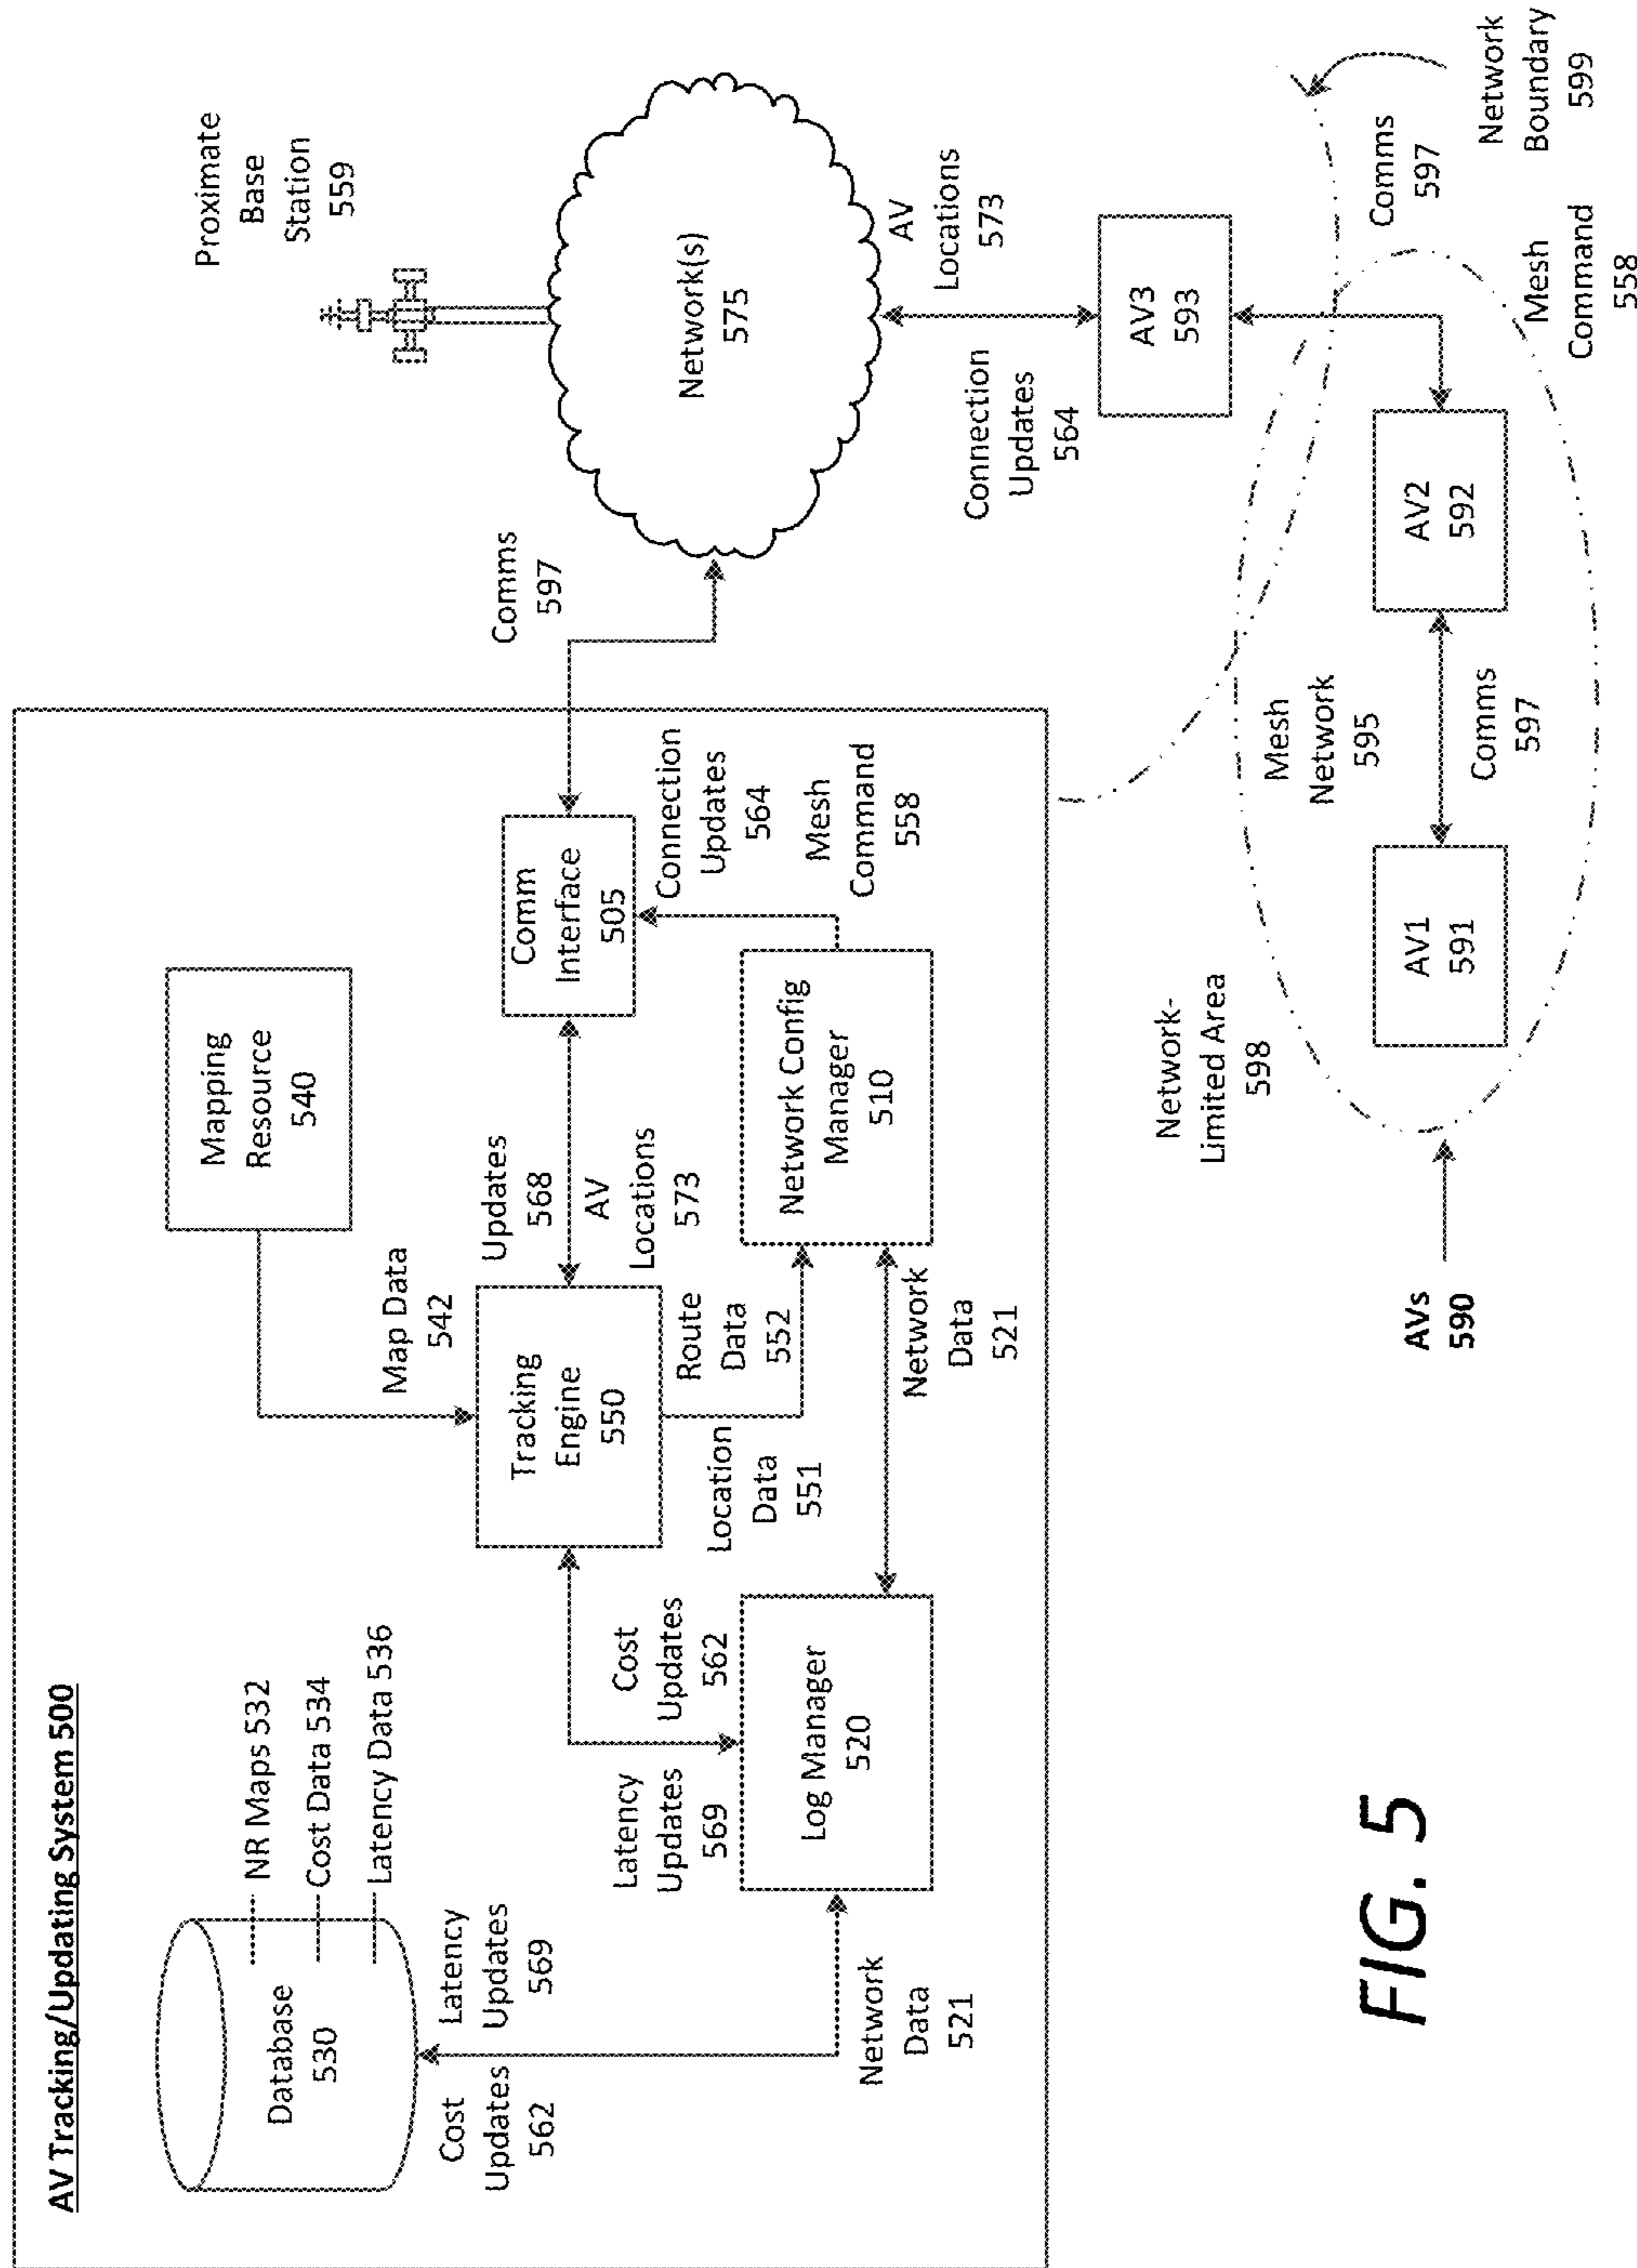 AV Tracking/Updating System 500
Database
530
NR Maps 532
Cost Data 534
Latency Data 536
Mapping
Resource
540
Proximate
Base
Station
559
Map Data
542
Cost
Updates
562
Latency
Updates
569
Tracking
Engine
550
Updates
568
AV
Locations
573
Comm
Interface
505
Comms
597
Network(s)
575
Latency
Updates
569
Cost
Updates
562
Location
Data
551
Route
Data
552
Connection
Updates
564
Mesh
Command
558
Log Manager
520
Network Config
Manager
510
Network
Data
521
Network
Data
521
Connection
Updates
564
AV
Locations
573
AV3
593
Network-
Limited Area
598
Mesh
Network
595
Comms
597
AVs
590
AV1
591
Comms
597
AV2
592
Mesh
Command
558
Network
Boundary
599
FIG. 5